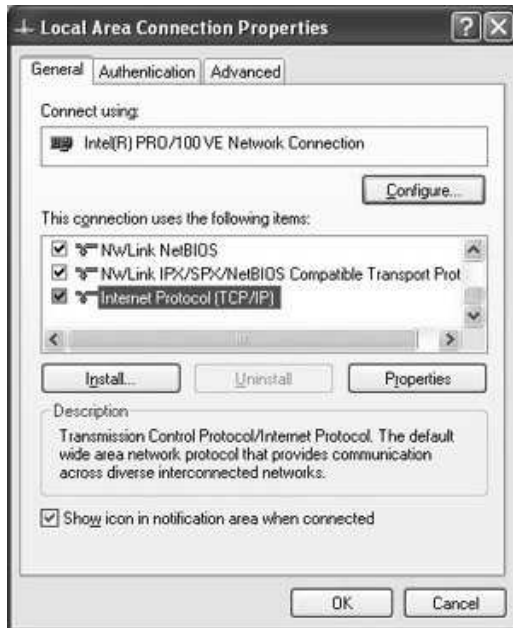 Local Area Connection Properties
General Authentication Advanced
Connect using:
Intel(R) PRO/100 VE Network Connection
Configure...
This connection uses the following items:
NWLink NetBIOS
NWLink IPX/SPX/NetBIOS Compatible Transport Prot
Internet Protocol (TCP/IP)
Install... Uninstall Properties
Description
Transmission Control Protocol/Internet Protocol. The default
wide area network protocol that provides communication
across diverse interconnected networks.
Show icon in notification area when connected
OK Cancel